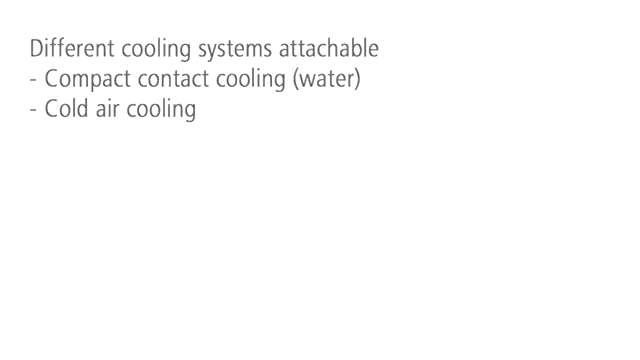 Different cooling systems attachable
- Compact contact cooling (water)
- Cold air cooling